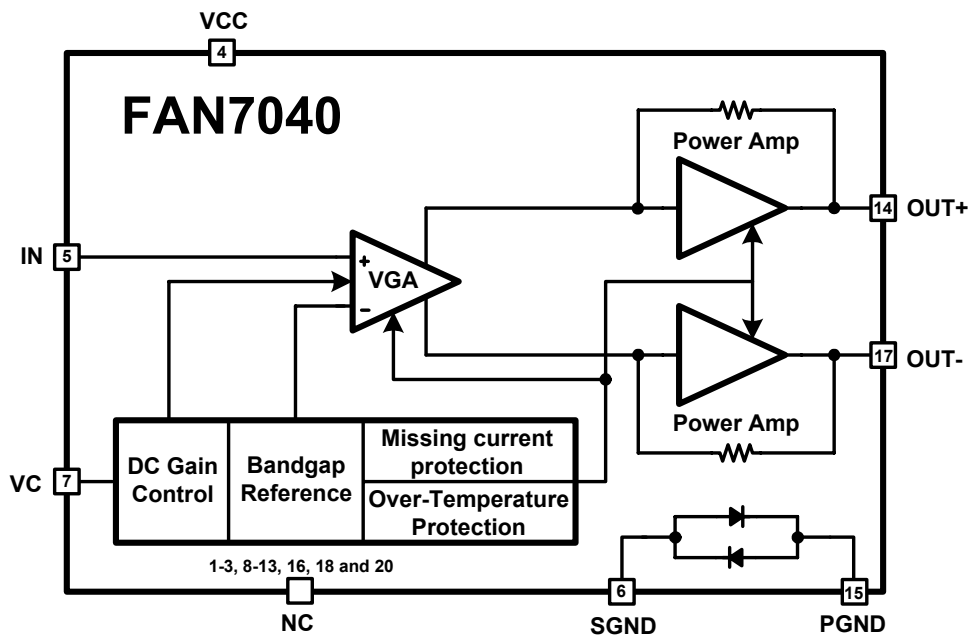 VCC
4
FAN7040
Power Amp
14 OUT+
IN 5
+
VGA
−
17 OUT-
Power Amp
VC 7
DC Gain
Control
Bandgap
Reference
Missing current
protection
Over-Temperature
Protection
1-3, 8-13, 16, 18 and 20
NC
6
SGND
15
PGND